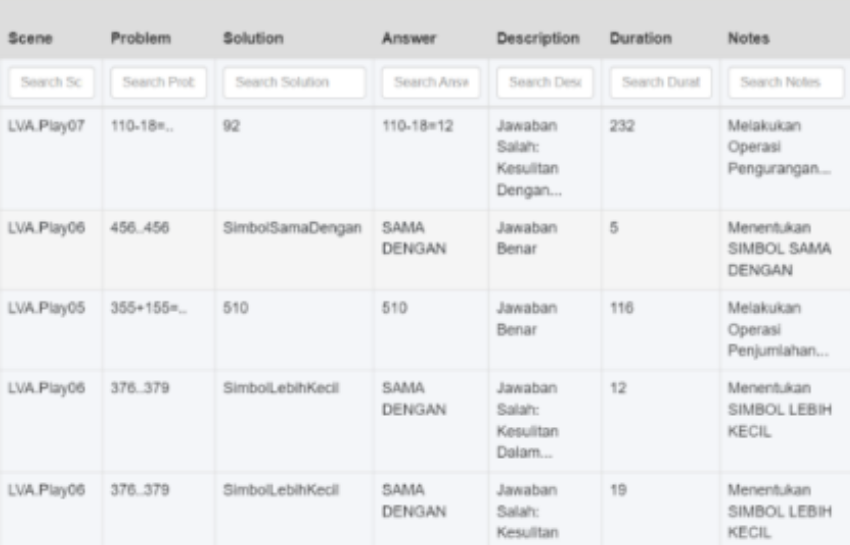 Scene Problem Solution Answer Description Duration Notes
Search Sc Search Prob Search Solution Search Answ Search Desc Search Durat Search Notes
LVA.Play07 110-18=.. 92 110-18=12 Jawaban 232 Melakukan
Salah: Operasi
Kesulitan Pengurangan...
Dengan...
LVA.Play06 456..456 SimbolSamaDengan SAMA Jawaban 5 Menentukan
DENGAN Benar SIMBOL SAMA
DENGAN
LVA.Play05 355+155=.. 510 510 Jawaban 116 Melakukan
Benar Operasi
Penjumlahan...
LVA.Play06 376..379 SimbolLebihKecil SAMA Jawaban 12 Menentukan
DENGAN Salah: SIMBOL LEBIH
Kesulitan KECIL
Dalam...
LVA.Play06 376..379 SimbolLebihKecil SAMA Jawaban 19 Menentukan
DENGAN Salah: SIMBOL LEBIH
Kesulitan KECIL